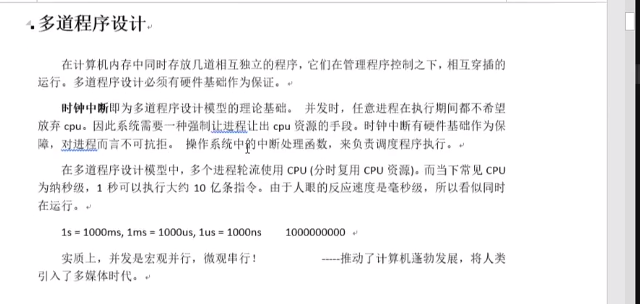 多道程序设计
在计算机内存中同时存放几道相互独立的程序，它们在管理程序控制之下，相互穿插的
运行。多道程序设计必须有硬件基础作为保证。
时钟中断即为多道程序设计模型的理论基础。 并发时，任意进程在执行期间都不希望
放弃 cpu。因此系统需要一种强制让进程让出 cpu 资源的手段。时钟中断有硬件基础作为保
障，对进程而言不可抗拒。 操作系统中的中断处理函数，来负责调度程序执行。
在多道程序设计模型中，多个进程轮流使用 CPU (分时复用 CPU 资源)。而当下常见 CPU
为纳秒级，1 秒可以执行大约 10 亿条指令。由于人眼的反应速度是毫秒级，所以看似同时
在运行。
1s = 1000ms, 1ms = 1000us, 1us = 1000ns 1000000000
实质上，并发是宏观并行，微观串行！ -----推动了计算机蓬勃发展，将人类
引入了多媒体时代。